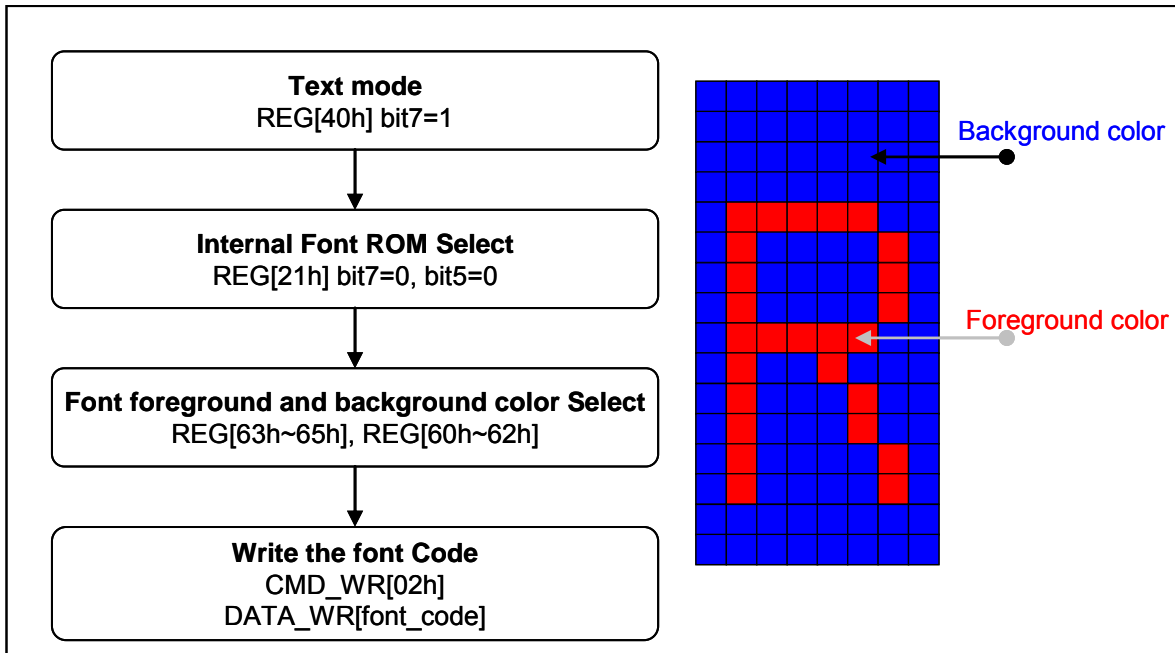 Text mode
REG[40h] bit7=1
Internal Font ROM Select
REG[21h] bit7=0, bit5=0
Font foreground and background color Select
REG[63h~65h], REG[60h~62h]
Write the font Code
CMD_WR[02h]
DATA_WR[font_code]
Background color
Foreground color